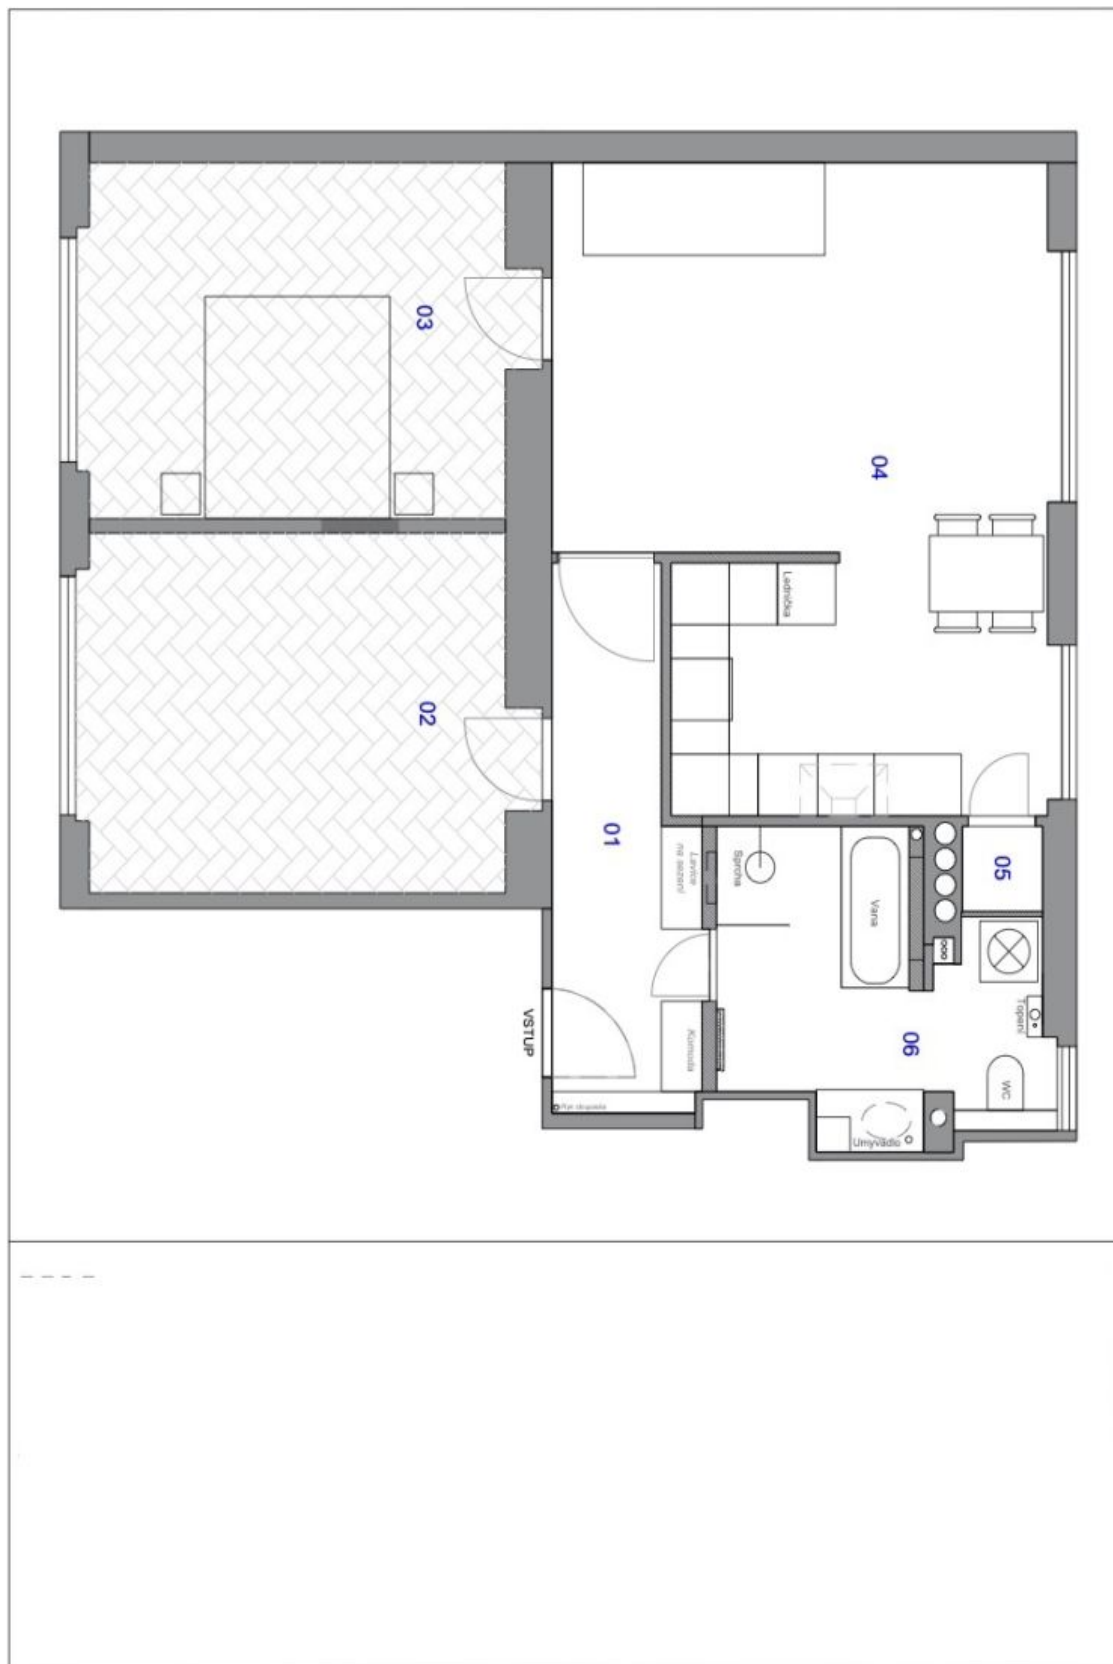 03
04
Lednička
02
01
05
Lavice
na sezení
Sprcha
Vana
VSTUP
Komoda
06
Topení
WC
Umyvadlo